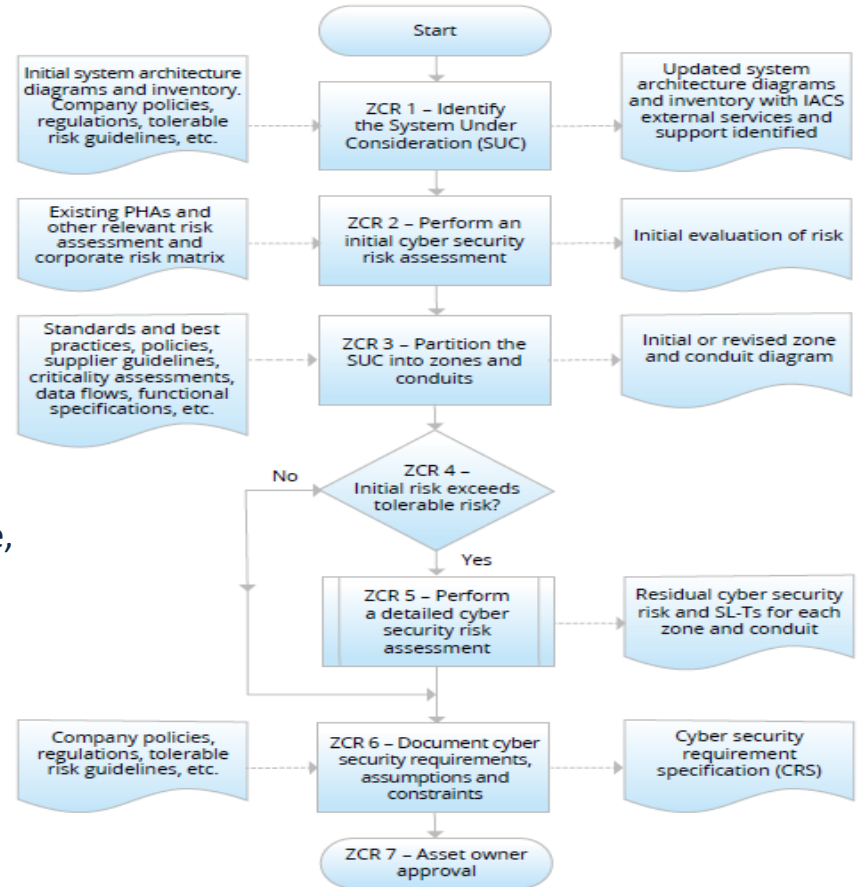 Start
Initial system architecture
diagrams and inventory.
Company policies,
regulations, tolerable
risk guidelines, etc.
ZCR 1 – Identify
the System Under
Consideration (SUC)
Updated system
architecture diagrams
and inventory with IACS
external services and
support identified
Existing PHAs and
other relevant risk
assessment and
corporate risk matrix
ZCR 2 – Perform an
initial cyber security
risk assessment
Initial evaluation of risk
Standards and best
practices, policies,
supplier guidelines,
criticality assessments,
data flows, functional
specifications, etc.
ZCR 3 – Partition the
SUC into zones and
conduits
Initial or revised zone
and conduit diagram
ZCR 4 –
Initial risk exceeds
tolerable risk?
No
Yes
e,
ZCR 5 – Perform
a detailed cyber
security risk
assessment
Residual cyber security
risk and SL-Ts for each
zone and conduit
Company policies,
regulations, tolerable
risk guidelines, etc.
ZCR 6 – Document cyber
security requirements,
assumptions and
constraints
Cyber security
requirement
specification (CRS)
ZCR 7 – Asset owner
approval